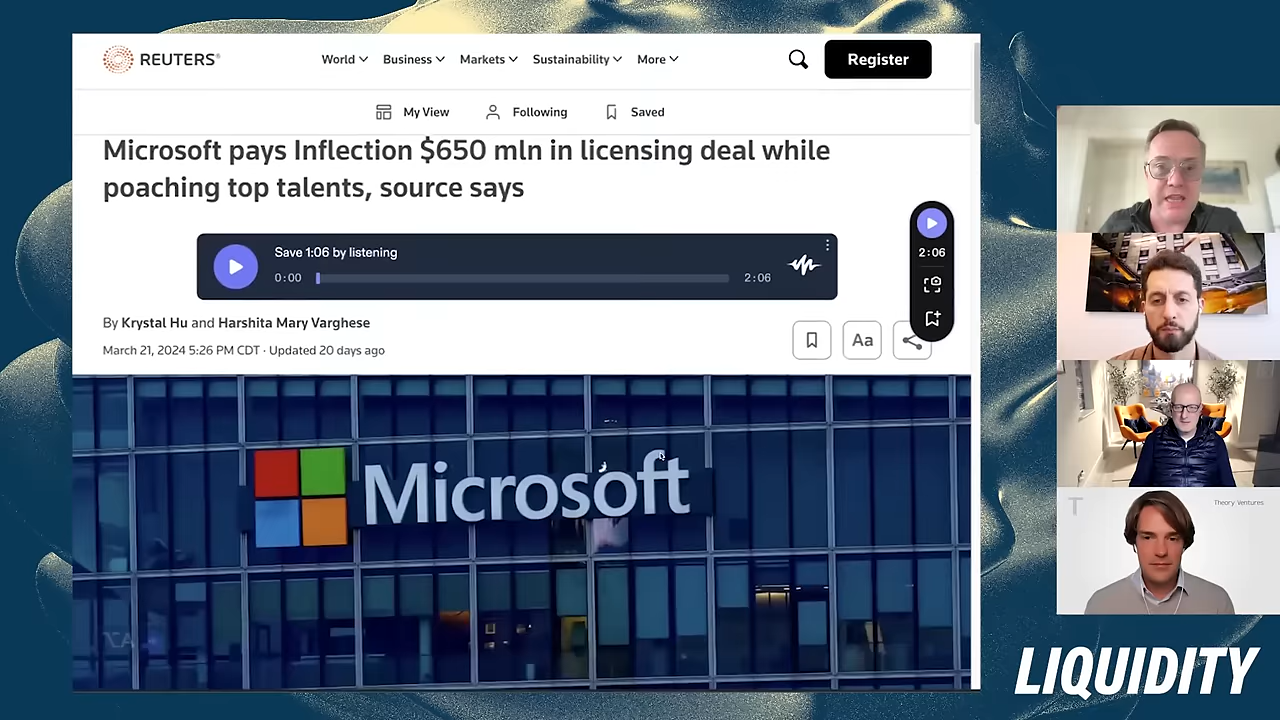 REUTERS®
World Business Markets Sustainability More
Register
My View Following Saved
Microsoft pays Inflection $650 mln in licensing deal while
poaching top talents, source says
Save 1:06 by listening
0:00 2:06
2:06
By Krystal Hu and Harshita Mary Varghese
March 21, 2024 5:26 PM CDT · Updated 20 days ago
Aa
Microsoft
T Theory Ventures
LIQUIDITY